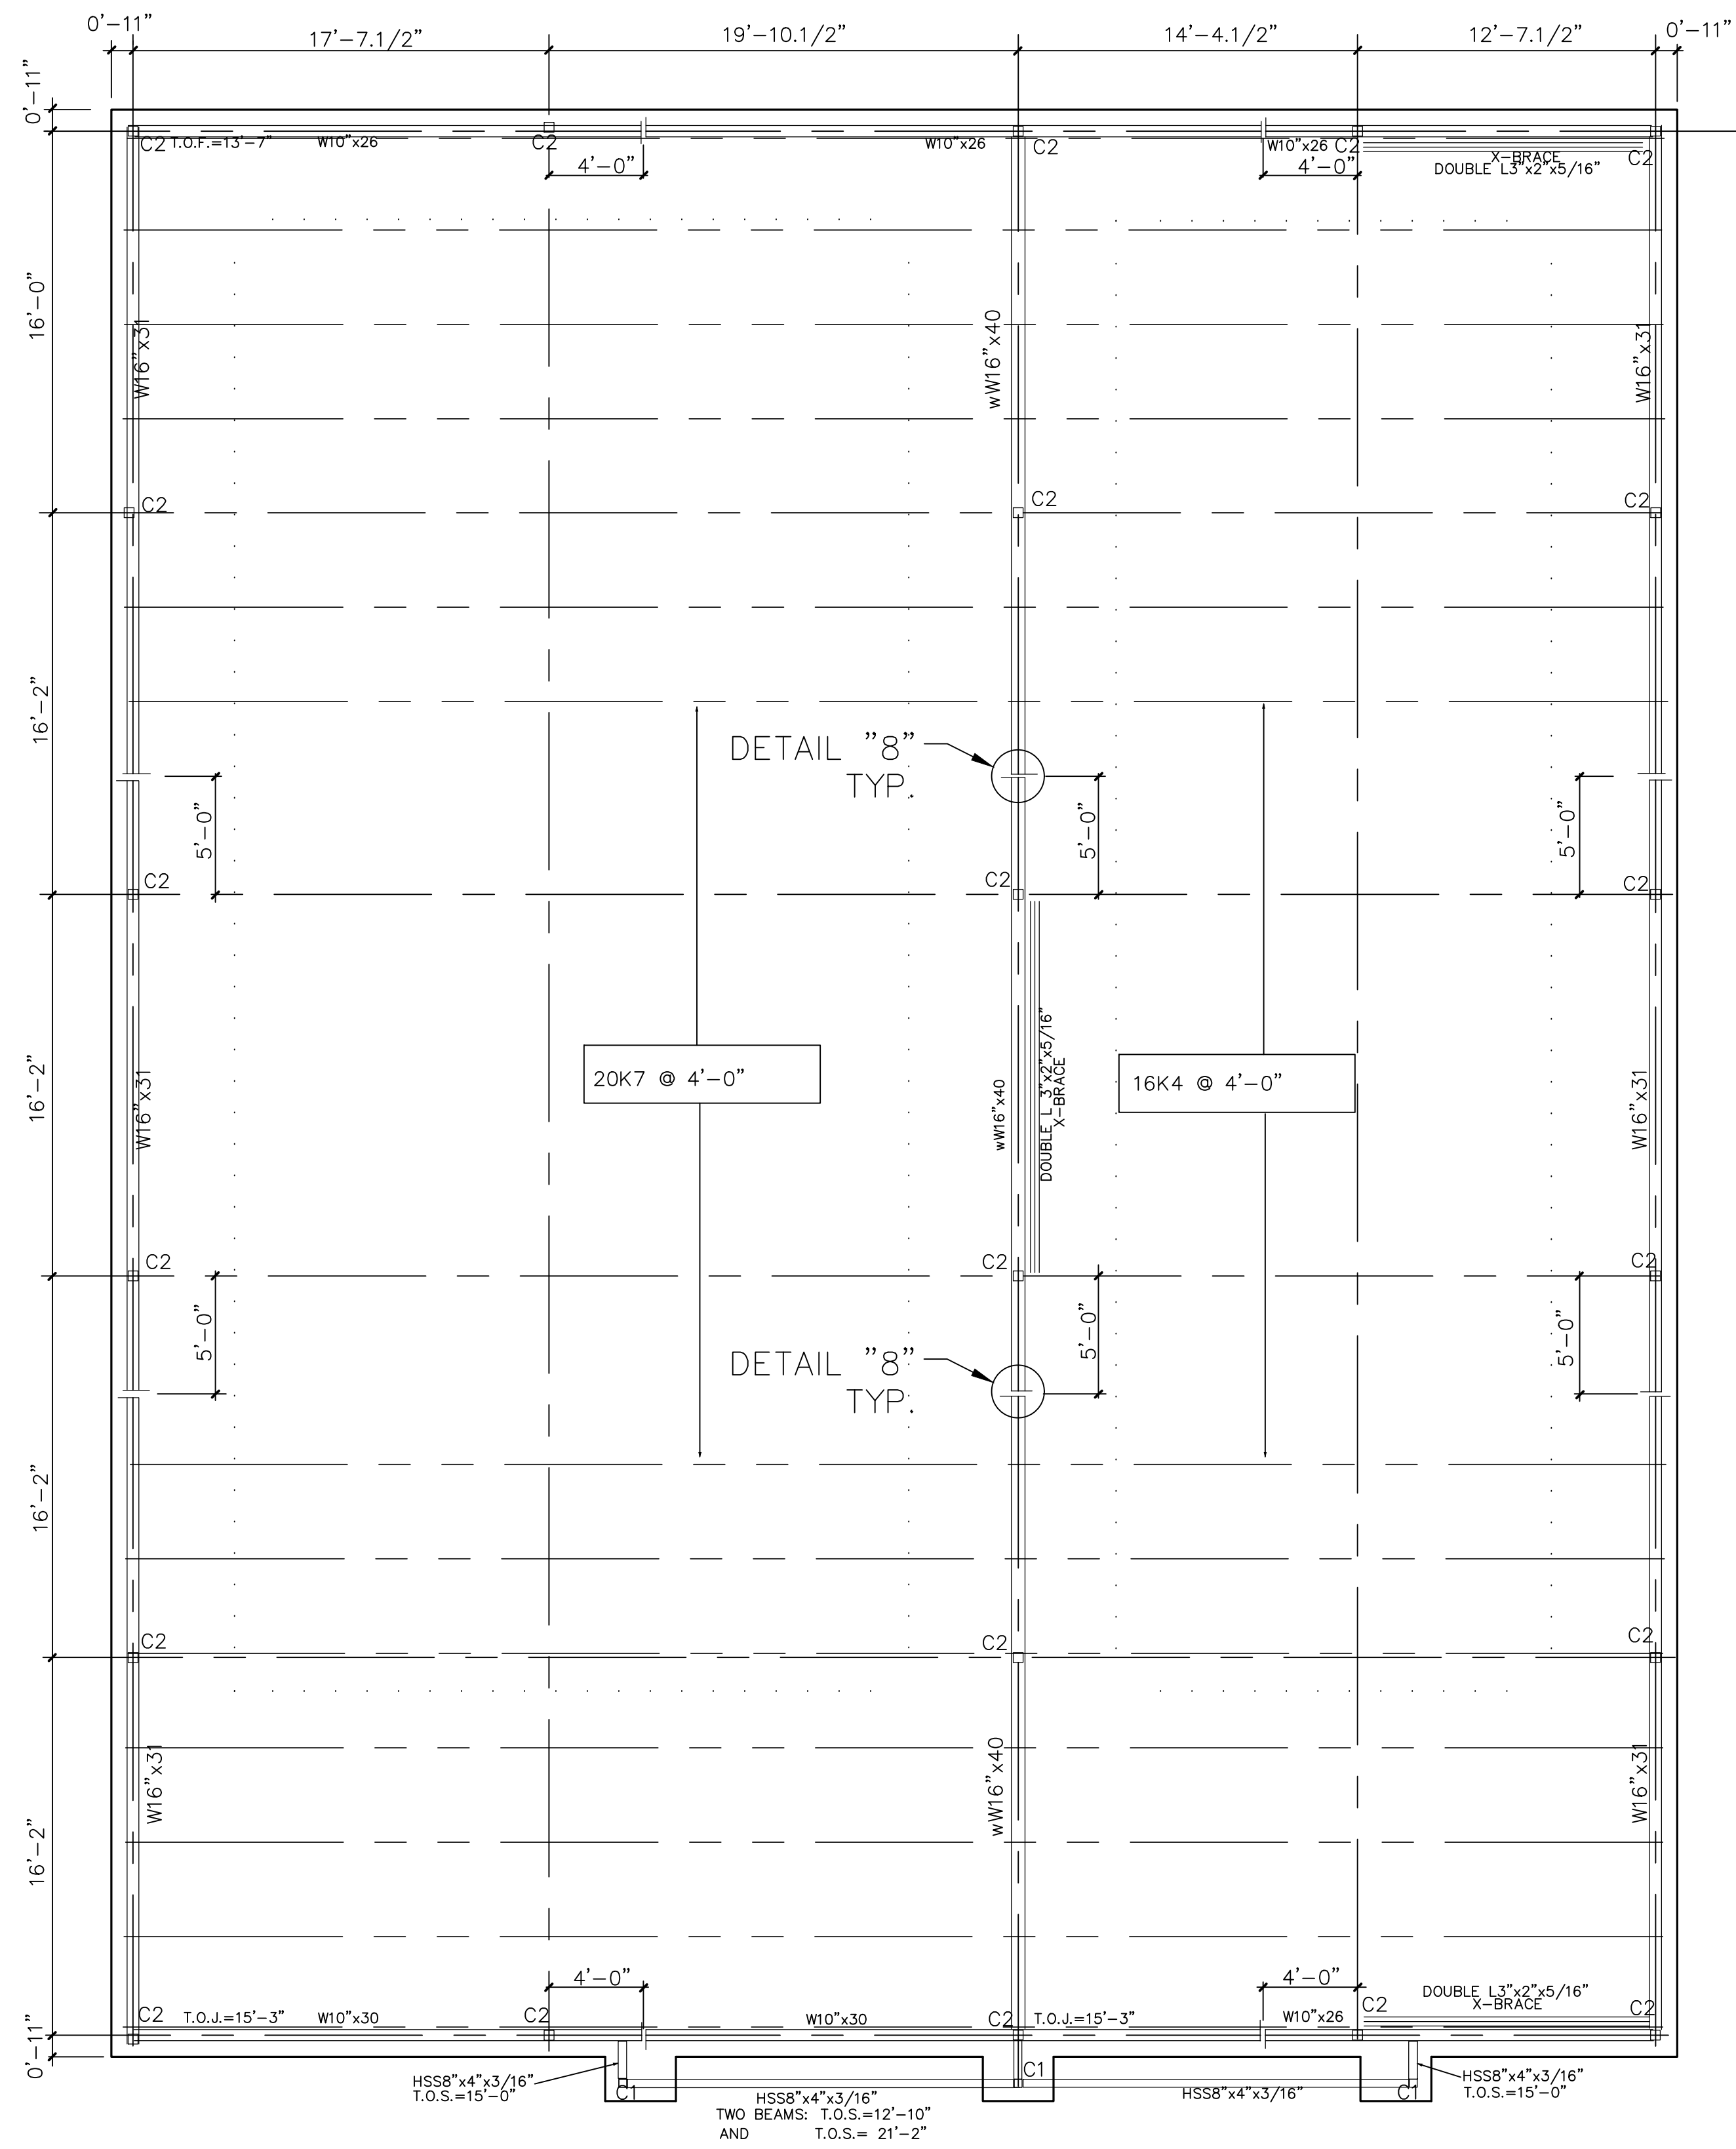 0'-11"
17'-7.1/2"
19'-10.1/2"
14'-4.1/2"
12'-7.1/2"
0'-11"
0'-11"
C2
T.O.F.=13'-7"
W10"x26
C2
4'-0"
W10"x26
C2
W10"x26
C2
4'-0"
X-BRACE
DOUBLE L3"x2"x5/16"
C2
16'-0"
W16"x31
wW16"x40
W16"x31
C2
C2
C2
16'-2"
DETAIL "8"
TYP.
5'-0"
5'-0"
5'-0"
C2
C2
C2
16'-2"
W16"x31
20K7 @ 4'-0"
wW16"x40
DOUBLE L 3"x2"x5/16"
X-BRACE
16K4 @ 4'-0"
W16"x31
C2
C2
C2
5'-0"
5'-0"
5'-0"
DETAIL "8"
TYP.
16'-2"
C2
C2
C2
16'-2"
W16"x31
wW16"x40
W16"x31
4'-0"
4'-0"
DOUBLE L3"x2"x5/16"
X-BRACE
C2
T.O.J.=15'-3"
W10"x30
C2
W10"x30
C2
T.O.J.=15'-3"
W10"x26
C2
C2
0'-11"
HSS8"x4"x3/16"
T.O.S.=15'-0"
C1
HSS8"x4"x3/16"
TWO BEAMS: T.O.S.=12'-10"
AND T.O.S.= 21'-2"
C1
HSS8"x4"x3/16"
C1
HSS8"x4"x3/16"
T.O.S.=15'-0"